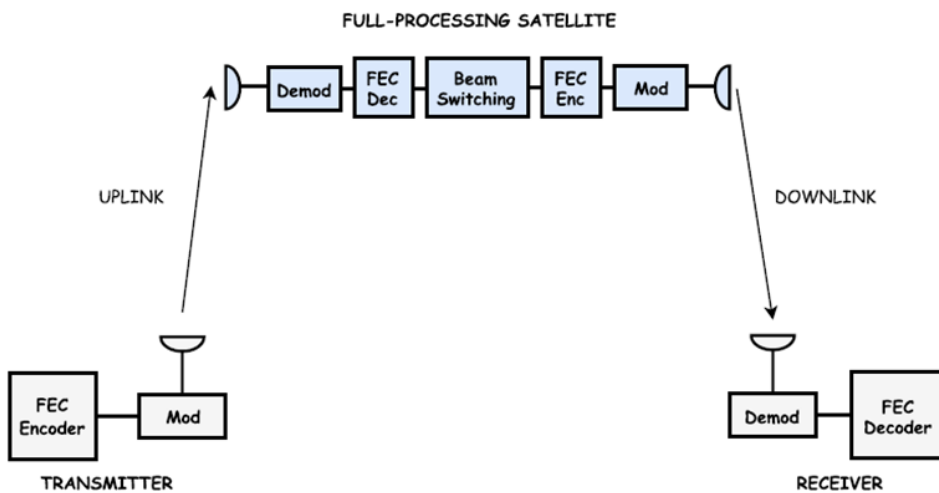 FULL-PROCESSING SATELLITE
Demod
FEC
Dec
Beam
Switching
FEC
Enc
Mod
UPLINK
DOWNLINK
FEC
Encoder
Mod
Demod
FEC
Decoder
TRANSMITTER
RECEIVER